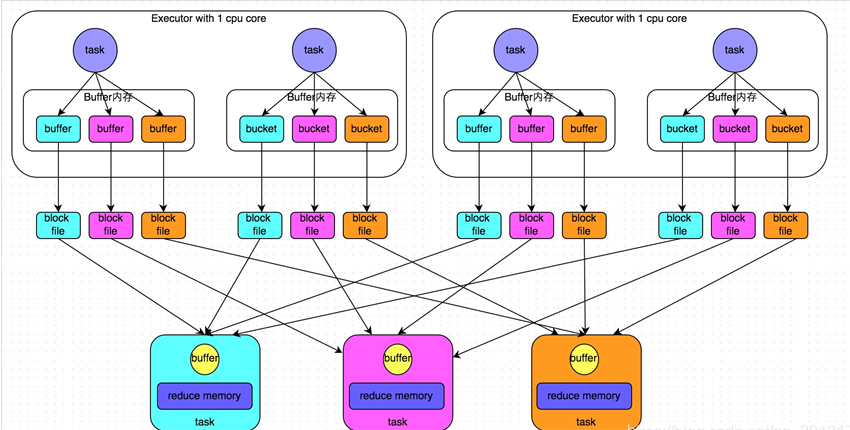 Executor with 1 cpu core
Executor with 1 cpu core
task
task
task
task
Buffer内存
Buffer内存
Buffer内存
Buffer内存
buffer
buffer
buffer
bucket
bucket
bucket
buffer
buffer
buffer
bucket
bucket
bucket
block
file
block
file
block
file
block
file
block
file
block
file
block
file
block
file
block
file
block
file
block
file
block
file
buffer
reduce memory
task
buffer
reduce memory
task
buffer
reduce memory
task